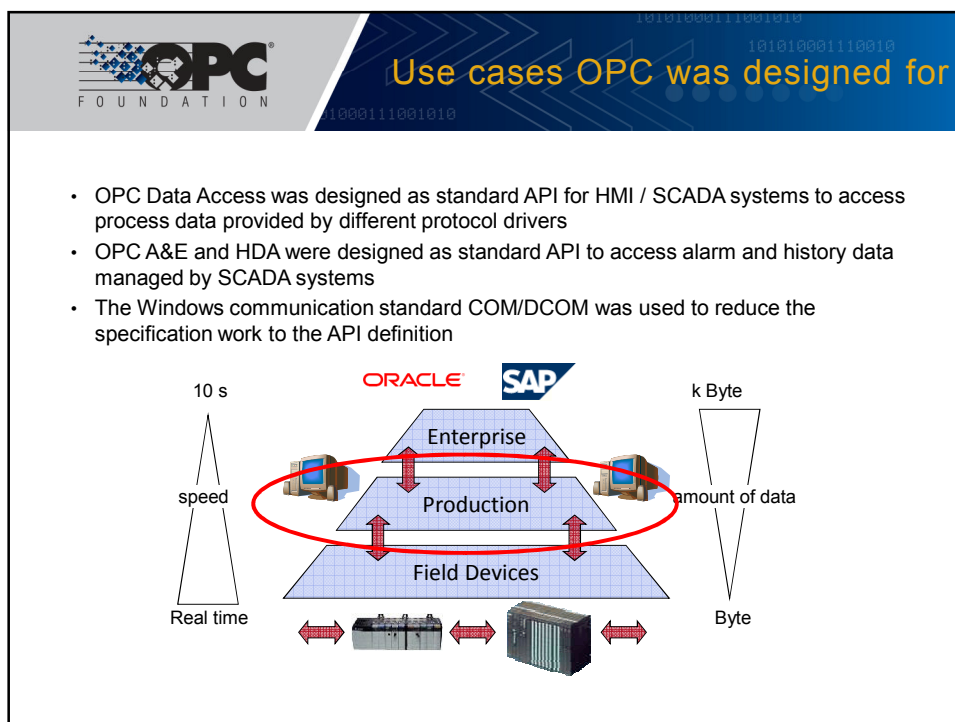 10101000111001010
101010001110010
OPC®
FOUNDATION
Use cases OPC was designed for
10100011100101​0
• OPC Data Access was designed as standard API for HMI / SCADA systems to access
process data provided by different protocol drivers
• OPC A&E and HDA were designed as standard API to access alarm and history data
managed by SCADA systems
• The Windows communication standard COM/DCOM was used to reduce the
specification work to the API definition
10 s
ORACLE®
SAP
k Byte
Enterprise
speed
Production
amount of data
Field Devices
Real time
Byte